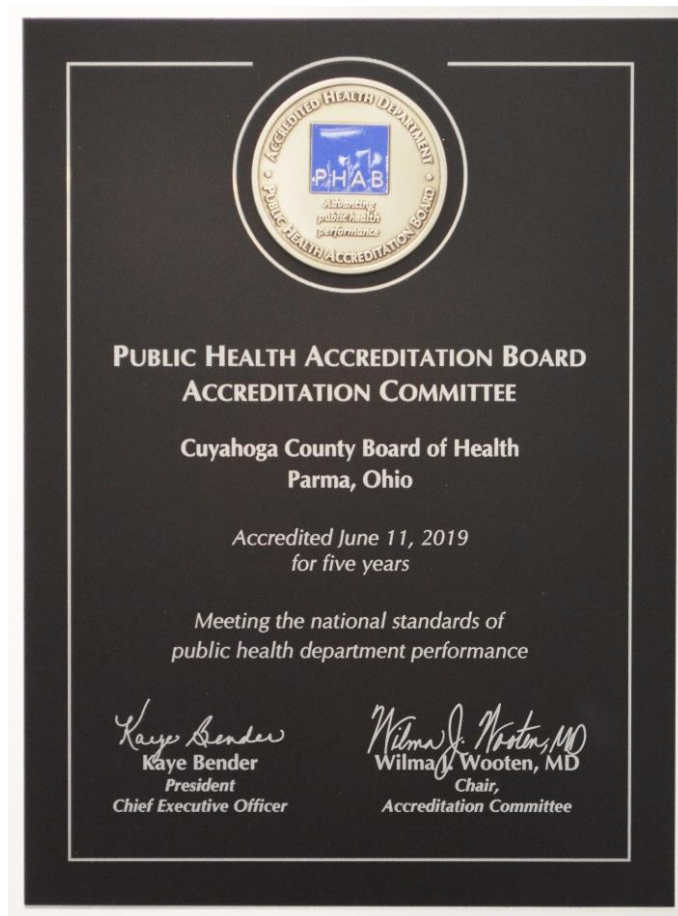 ACCREDITED HEALTH DEPARTMENT
PHAB
Advancing
public health
performance
PUBLIC HEALTH ACCREDITATION BOARD
PUBLIC HEALTH ACCREDITATION BOARD
ACCREDITATION COMMITTEE
Cuyahoga County Board of Health
Parma, Ohio
Accredited June 11, 2019
for five years
Meeting the national standards of
public health department performance
Kaye Bender
Kaye Bender
President
Chief Executive Officer
Wilma J. Wooten, MD
Wilma J. Wooten, MD
Chair,
Accreditation Committee